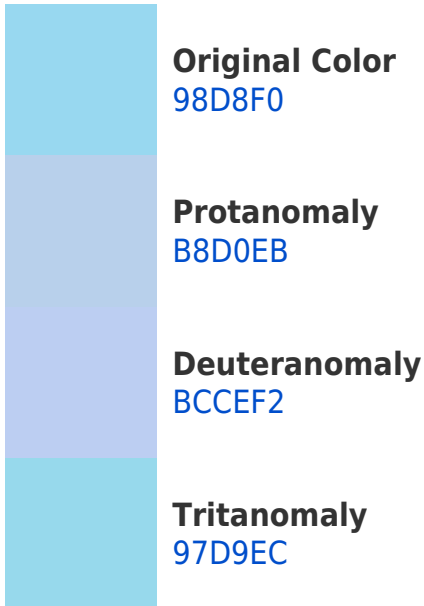 Original Color
98D8F0
Protanomaly
B8D0EB
Deuteranomaly
BCCEF2
Tritanomaly
97D9EC